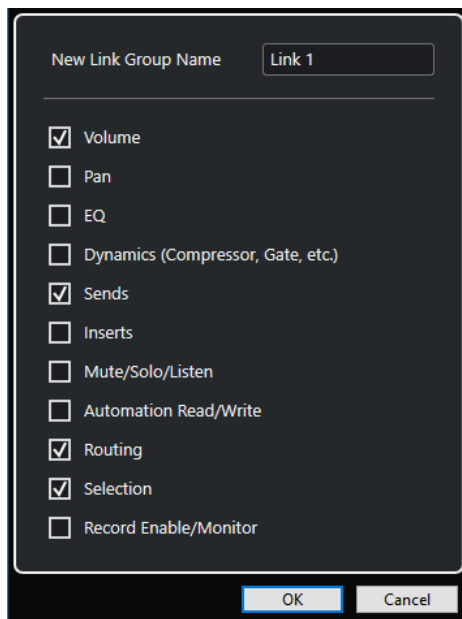 New Link Group Name Link 1
Volume
Pan
EQ
Dynamics (Compressor, Gate, etc.)
Sends
Inserts
Mute/Solo/Listen
Automation Read/Write
Routing
Selection
Record Enable/Monitor
OK Cancel